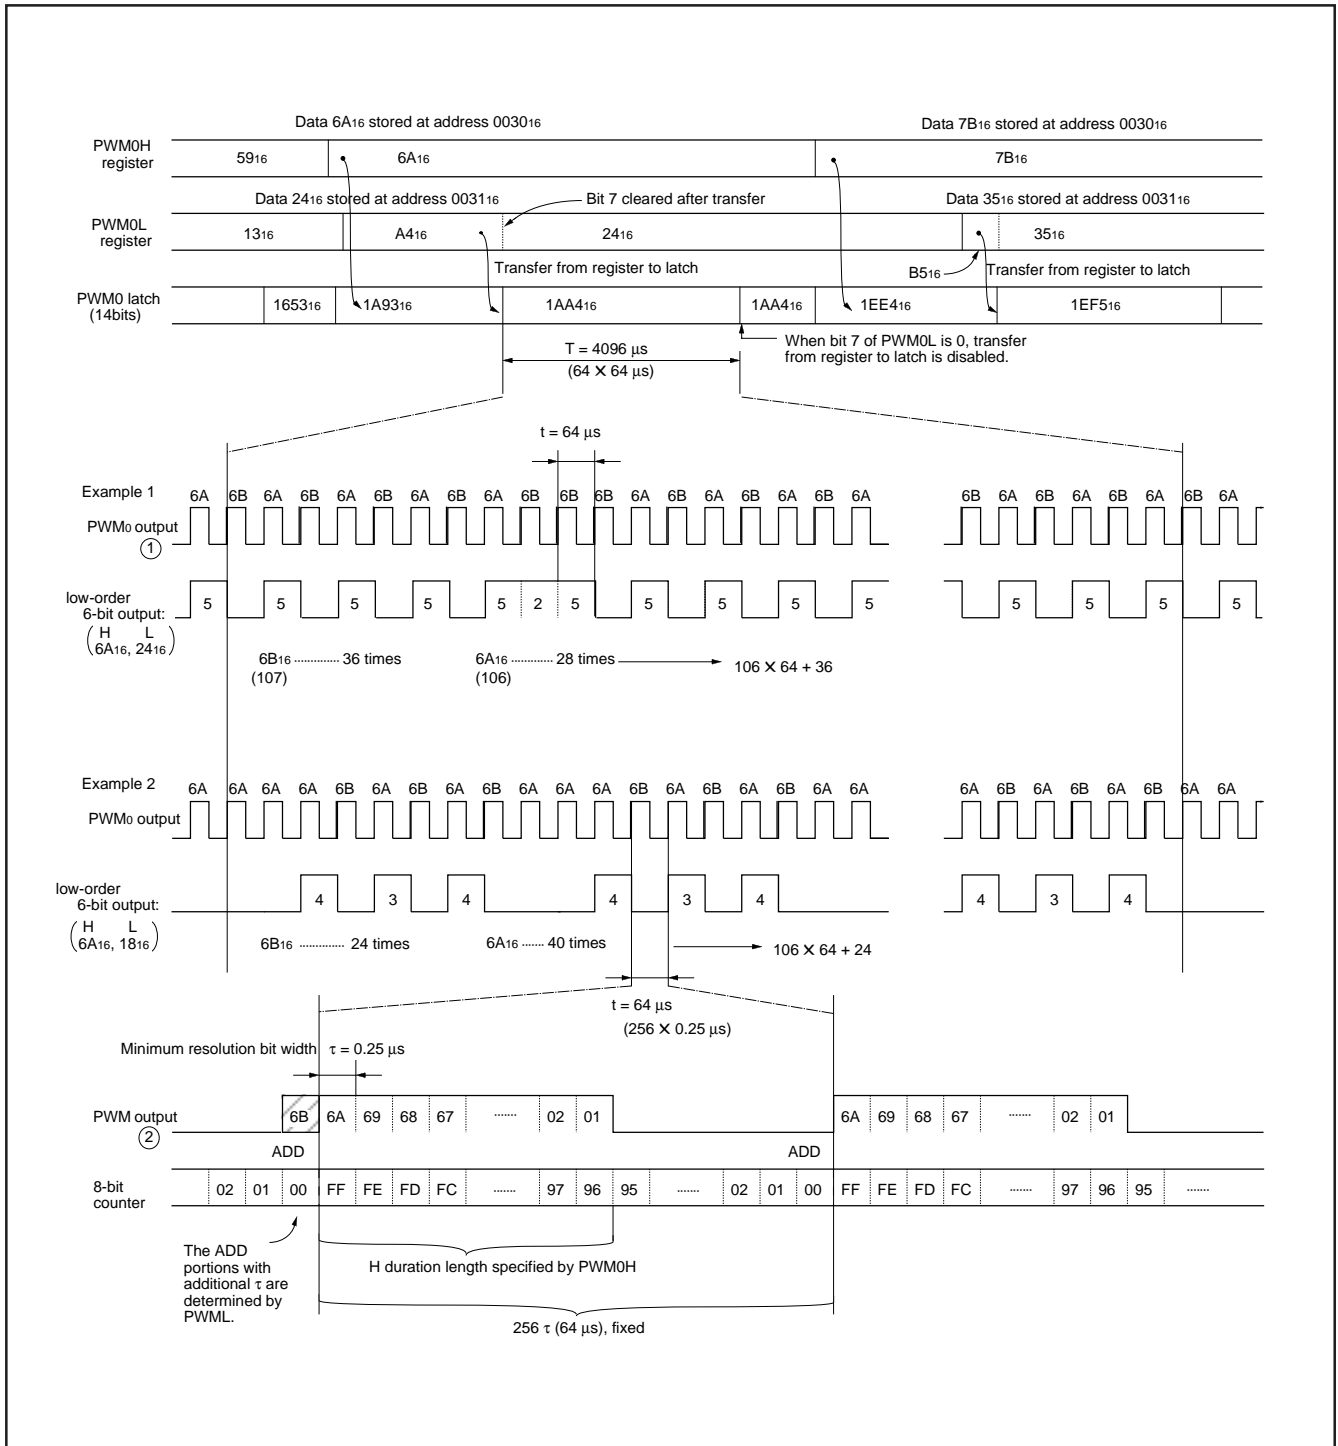 Data 6A16 stored at address 003016
Data 7B16 stored at address 003016
PWM0H
register
5916
6A16
7B16
Data 2416 stored at address 003116
Bit 7 cleared after transfer
Data 3516 stored at address 003116
PWM0L
register
1316
A416
2416
3516
Transfer from register to latch
B516
Transfer from register to latch
PWM0 latch
(14bits)
165316
1A9316
1AA416
1AA416
1EE416
1EF516
T = 4096 μs
(64 ✕ 64 μs)
When bit 7 of PWM0L is 0, transfer
from register to latch is disabled.
t = 64 μs
Example 1
6A 6B 6A 6B 6A 6B 6A 6B 6A 6B 6B 6B 6A 6B 6A 6B 6A 6B 6A
6B 6A 6B 6A 6B 6A 6B 6A
PWM0 output
1
low-order
6-bit output:
5 5 5 5 5 2 5 5 5 5 5
5 5 5 5
H L
(6A16, 2416)
6B16 ............. 36 times
6A16 ........... 28 times
106 ✕ 64 + 36
(107)
(106)
Example 2
6A 6A 6A 6A 6B 6A 6B 6A 6B 6A 6A 6A 6B 6A 6B 6A 6B 6A 6A
6A 6B 6A 6B 6A 6B 6A 6A
PWM0 output
low-order
6-bit output:
4 3 4 4 3 4
4 3 4
H L
(6A16, 1816)
6B16 ............. 24 times
6A16 ...... 40 times
106 ✕ 64 + 24
t = 64 μs
(256 ✕ 0.25 μs)
Minimum resolution bit width τ = 0.25 μs
PWM output
2
6B 6A 69 68 67 ....... 02 01
6A 69 68 67 ....... 02 01
ADD
ADD
8-bit
counter
02 01 00 FF FE FD FC ....... 97 96 95 ....... 02 01 00 FF FE FD FC ....... 97 96 95 .......
The ADD
portions with
additional τ are
determined by
PWML.
H duration length specified by PWM0H
256 τ (64 μs), fixed